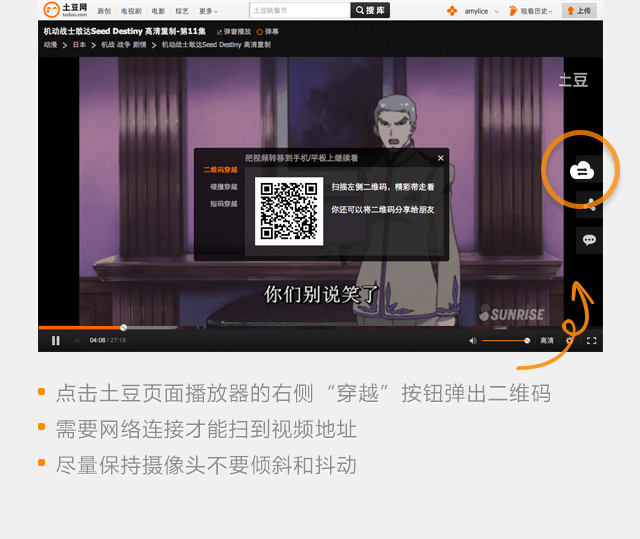 土豆网
tudou.com
原创 电视剧 电影 综艺 更多
土豆映像节
搜库
amylice 观看历史 上传
机动战士敢达Seed Destiny 高清重制-第11集 弹窗播放 弹幕
动漫 > 日本 > 机战 战争 剧情 > 机动战士敢达Seed Destiny 高清重制
土豆
把视频转移到手机/平板上继续看
二维码穿越
碰撞穿越
短码穿越
扫描左侧二维码，精彩带走看
你还可以将二维码分享给朋友
你们别说笑了
SUNRISE
04:06 / 27:18
高清
点击土豆页面播放器的右侧“穿越”按钮弹出二维码
需要网络连接才能扫到视频地址
尽量保持摄像头不要倾斜和抖动